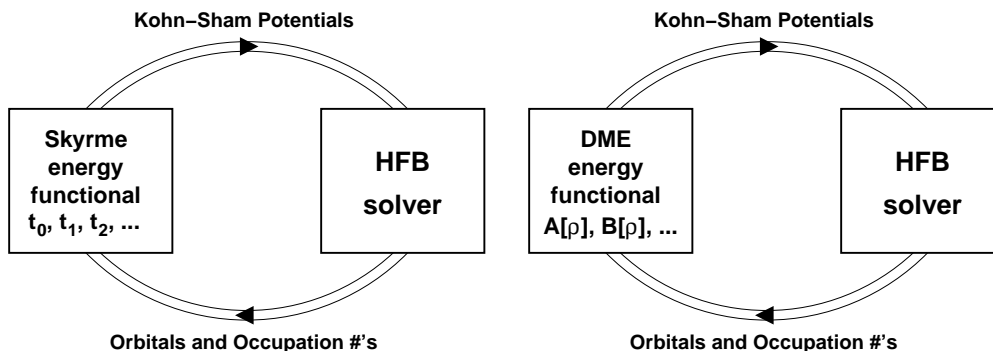 Kohn–Sham Potentials
Skyrme
energy
functional
t₀, t₁, t₂, ...
HFB
solver
Orbitals and Occupation #'s
Kohn–Sham Potentials
DME
energy
functional
A[ρ], B[ρ], ...
HFB
solver
Orbitals and Occupation #'s